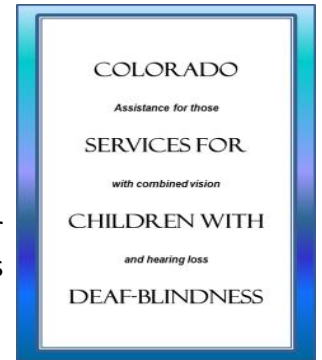 COLORADO
Assistance for those
SERVICES FOR
with combined vision
CHILDREN WITH
and hearing loss
DEAF-BLINDNESS